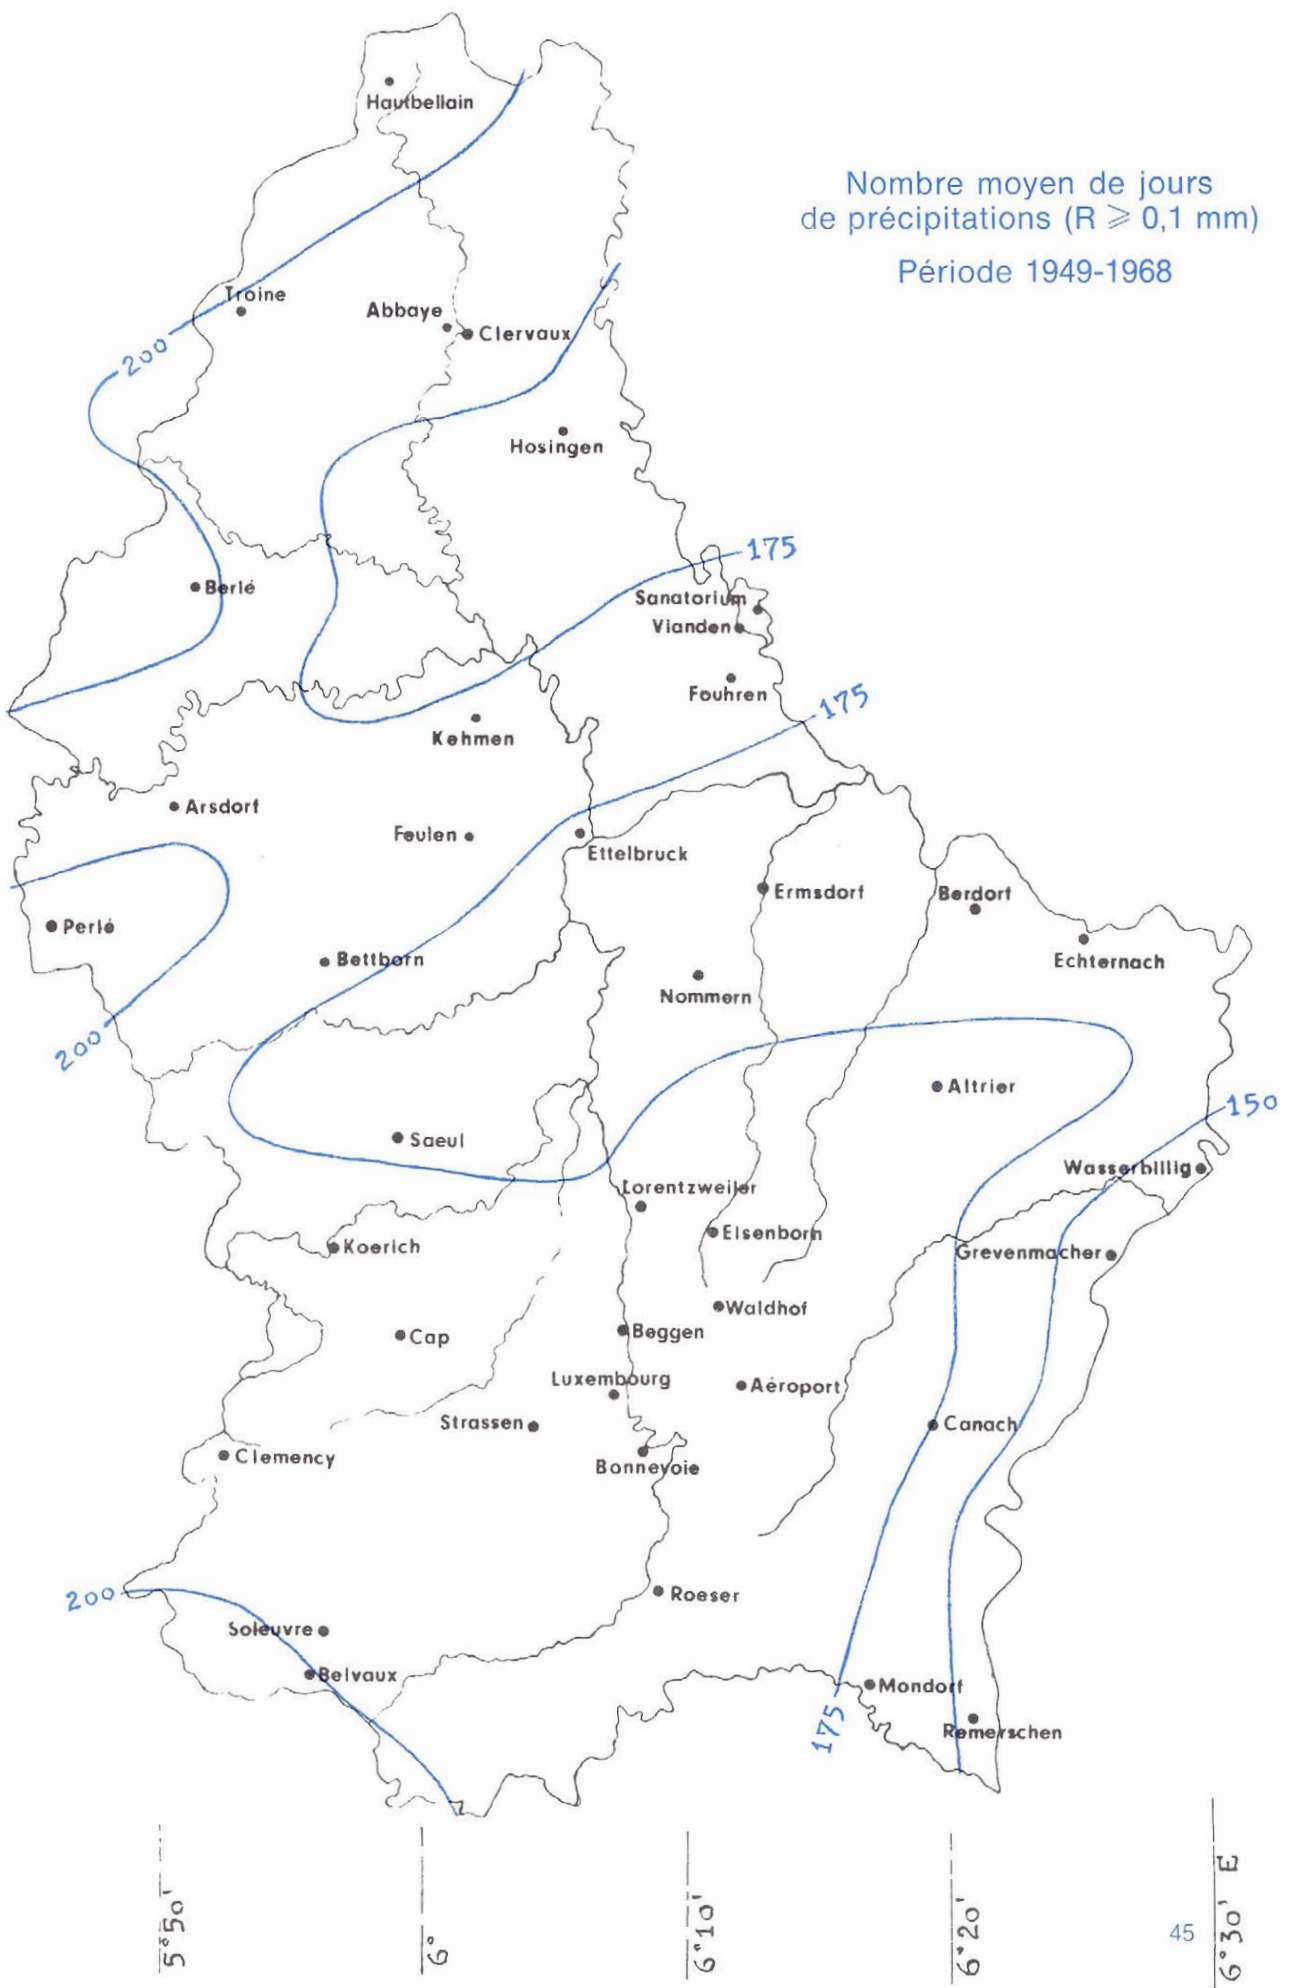 Hautbellain
Nombre moyen de jours
de précipitations (R ⩾ 0,1 mm)
Période 1949-1968
Troine
Abbaye
Clervaux
200
Hosingen
175
Berlé
Sanatorium
Vianden
Fouhren
175
Kehmen
Arsdorf
Feulen
Ettelbruck
Ermsdorf
Berdorf
Perlé
Bettborn
Echternach
Nommern
200
Altrier
150
Saeul
Wasserbillig
Lorentzweiler
Eisenborn
Koerich
Grevenmacher
Waldhof
Cap
Beggen
Luxembourg
Aéroport
Strassen
Canach
Clemency
Bonnevoie
200
Roeser
Soleuvre
Belvaux
Mondorf
175
Remerschen
5°50'
6°
6°10'
6°20'
6°30' E
45